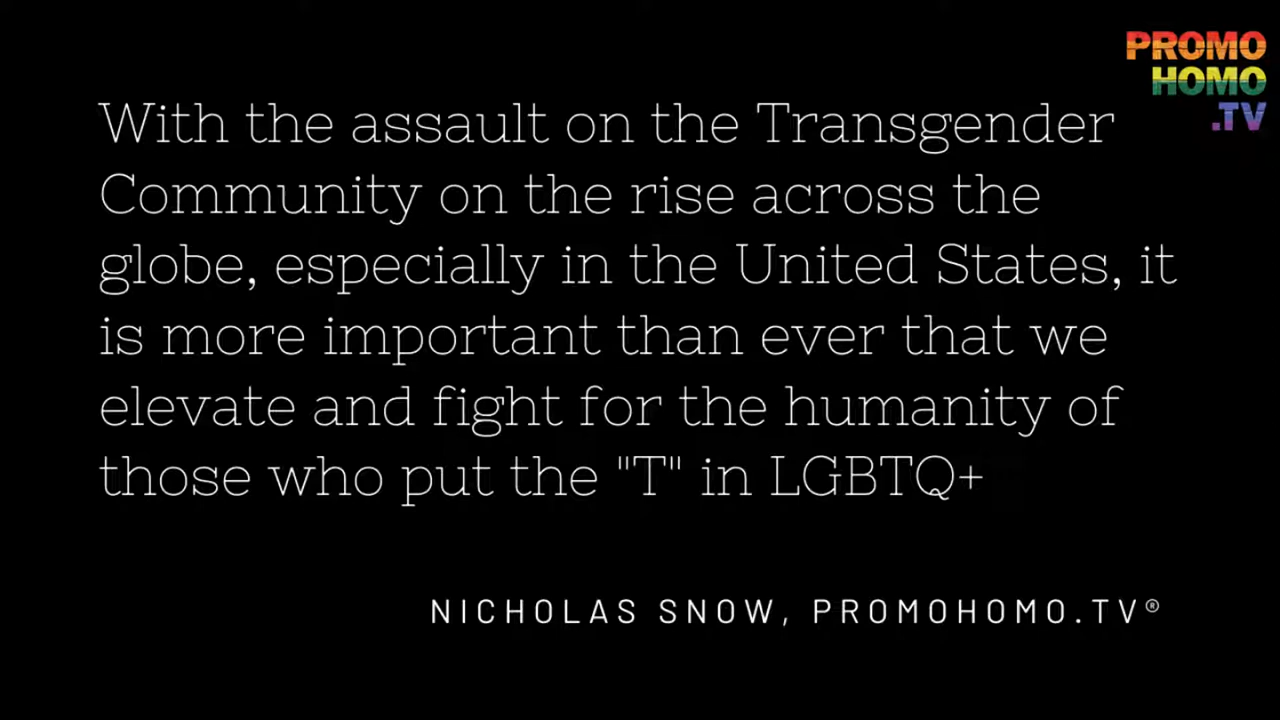 PROMO
HOMO
.TV
With the assault on the Transgender
Community on the rise across the
globe, especially in the United States, it
is more important than ever that we
elevate and fight for the humanity of
those who put the "T" in LGBTQ+
NICHOLAS SNOW, PROMOHOMO.TV®